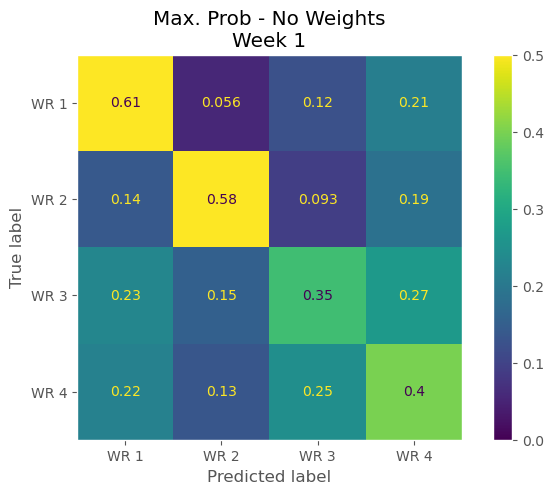 Max. Prob - No Weights
Week 1
True label
WR 1
0.61 0.056 0.12 0.21
WR 2
0.14 0.58 0.093 0.19
WR 3
0.23 0.15 0.35 0.27
WR 4
0.22 0.13 0.25 0.4
WR 1 WR 2 WR 3 WR 4
Predicted label
0.5
0.4
0.3
0.2
0.1
0.0